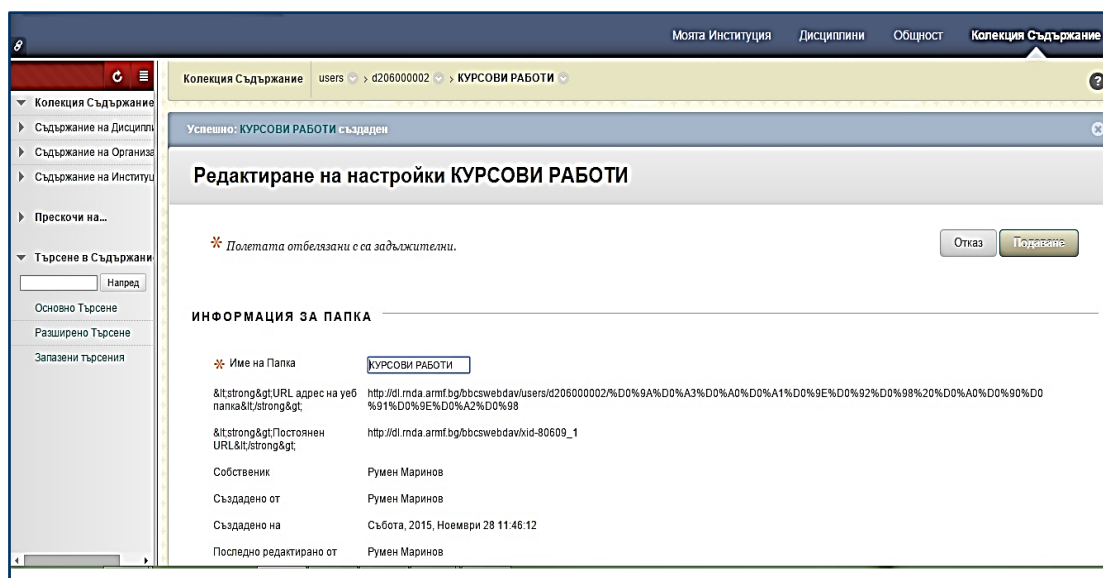 Моята Институция Дисциплини Общност Колекция Съдържание
Колекция Съдържание users > d206000002 > КУРСОВИ РАБОТИ
?
Колекция Съдържание
Съдържание на Дисципли
Съдържание на Организа
Съдържание на Институц
Прескочи на...
Търсене в Съдържани
Напред
Основно Търсене
Разширено Търсене
Запазени търсения
Успешно: КУРСОВИ РАБОТИ създаден
Редактиране на настройки КУРСОВИ РАБОТИ
* Полетата отбелязани с са задължителни.
Отказ Подаване
ИНФОРМАЦИЯ ЗА ПАПКА
* Име на Папка КУРСОВИ РАБОТИ
&lt;strong&gt;URL адрес на уеб http://dl.rnda.armf.bg/bbcswebdav/users/d206000002/%D0%9A%D0%A3%D0%A0%D0%A1%D0%9E%D0%92%D0%98%20%D0%A0%D0%90%D0
папка&lt;/strong&gt; %91%D0%9E%D0%A2%D0%98
&lt;strong&gt;Постоянен http://dl.rnda.armf.bg/bbcswebdav/xid-80609_1
URL&lt;/strong&gt;
Собственик Румен Маринов
Създадено от Румен Маринов
Създадено на Събота, 2015, Ноември 28 11:46:12
Последно редактирано от Румен Маринов